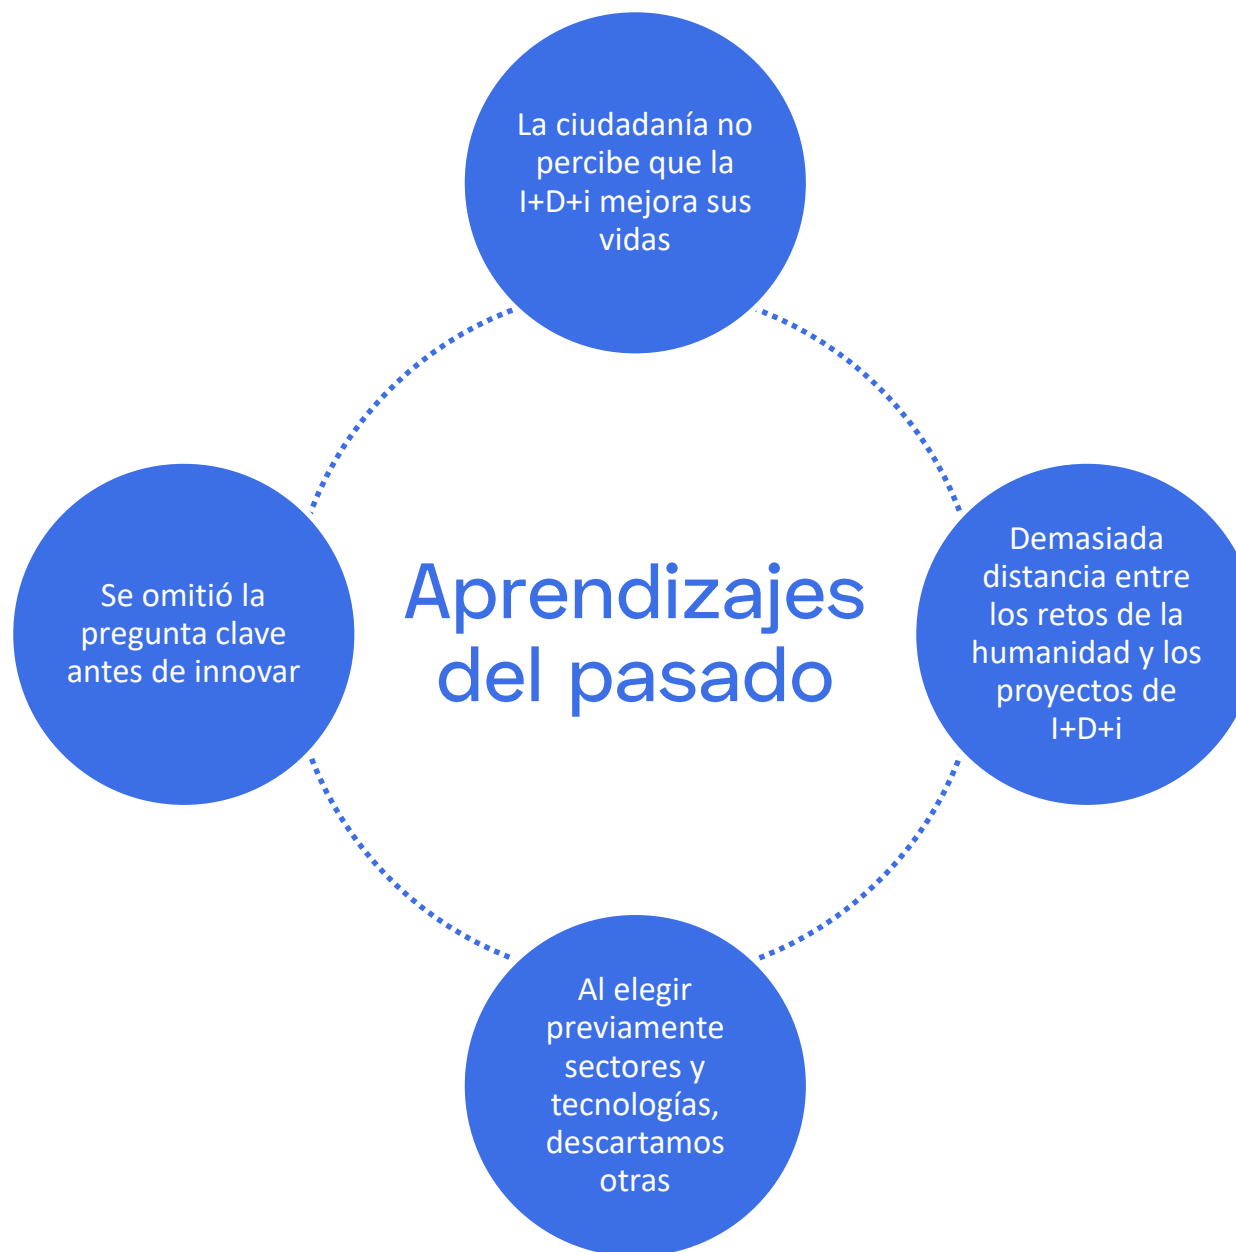 La ciudadanía no
percibe que la
I+D+i mejora sus
vidas
Demasiada
distancia entre
los retos de la
humanidad y los
proyectos de
I+D+i
Al elegir
previamente
sectores y
tecnologías,
descartamos
otras
Se omitió la
pregunta clave
antes de innovar
Aprendizajes
del pasado